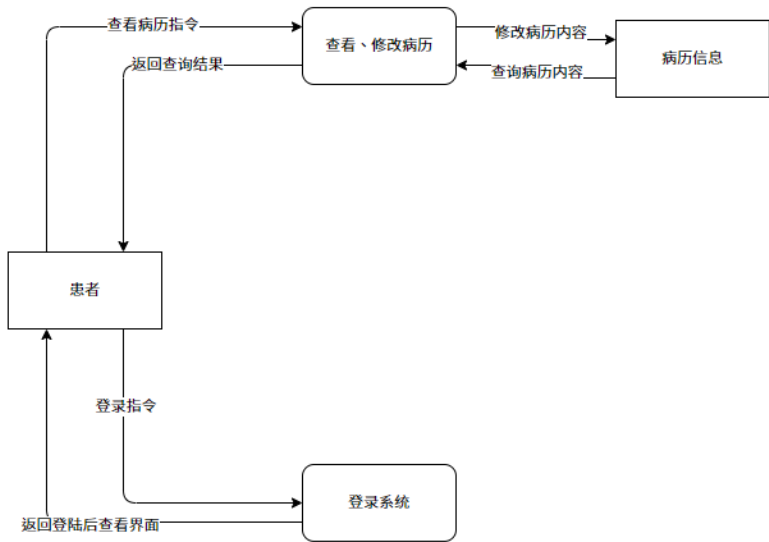 查看病历指令
查看、修改病历
修改病历内容
病历信息
返回查询结果
查询病历内容
患者
登录指令
登录系统
返回登陆后查看界面